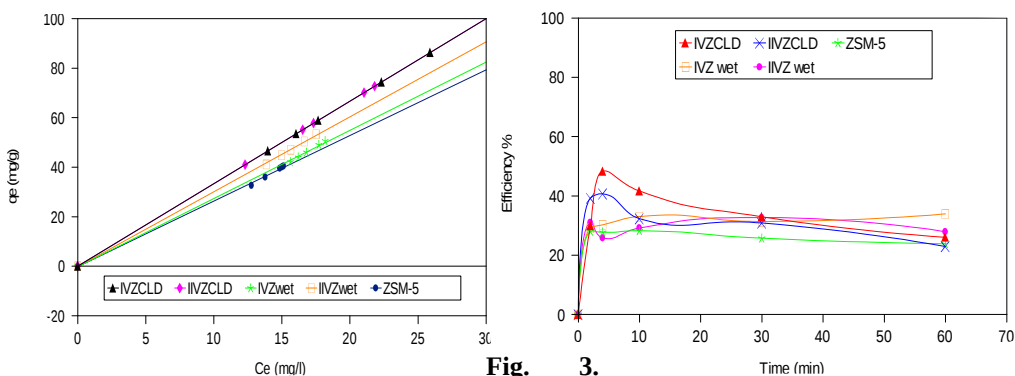 100
80
60
40
20
0
-20
qe (mg/g)
IVZCLD IIVZCLD IVZwet IIVZwet ZSM-5
0 5 10 15 20 25 30
Ce (mg/l)
100
80
60
40
20
0
Efficiency %
IVZCLD IIVZCLD ZSM-5
IVZ wet IIVZ wet
0 10 20 30 40 50 60 70
Time (min)
Fig. 3.